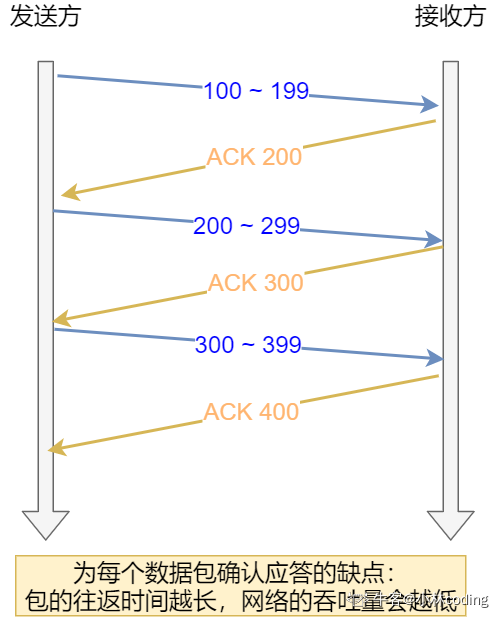 发送方
接收方
100 ~ 199
ACK 200
200 ~ 299
ACK 300
300 ~ 399
ACK 400
为每个数据包确认应答的缺点：
包的往返时间越长，网络的吞吐量会越低